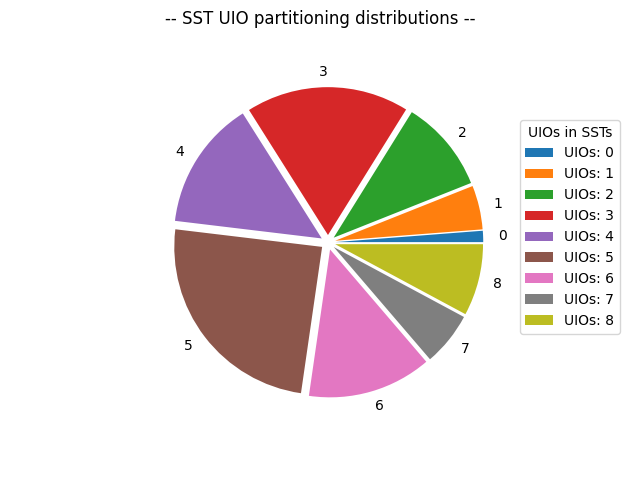 -- SST UIO partitioning distributions --
3
2
4
1
0
8
5
7
6
UIOs in SSTs
UIOs: 0
UIOs: 1
UIOs: 2
UIOs: 3
UIOs: 4
UIOs: 5
UIOs: 6
UIOs: 7
UIOs: 8